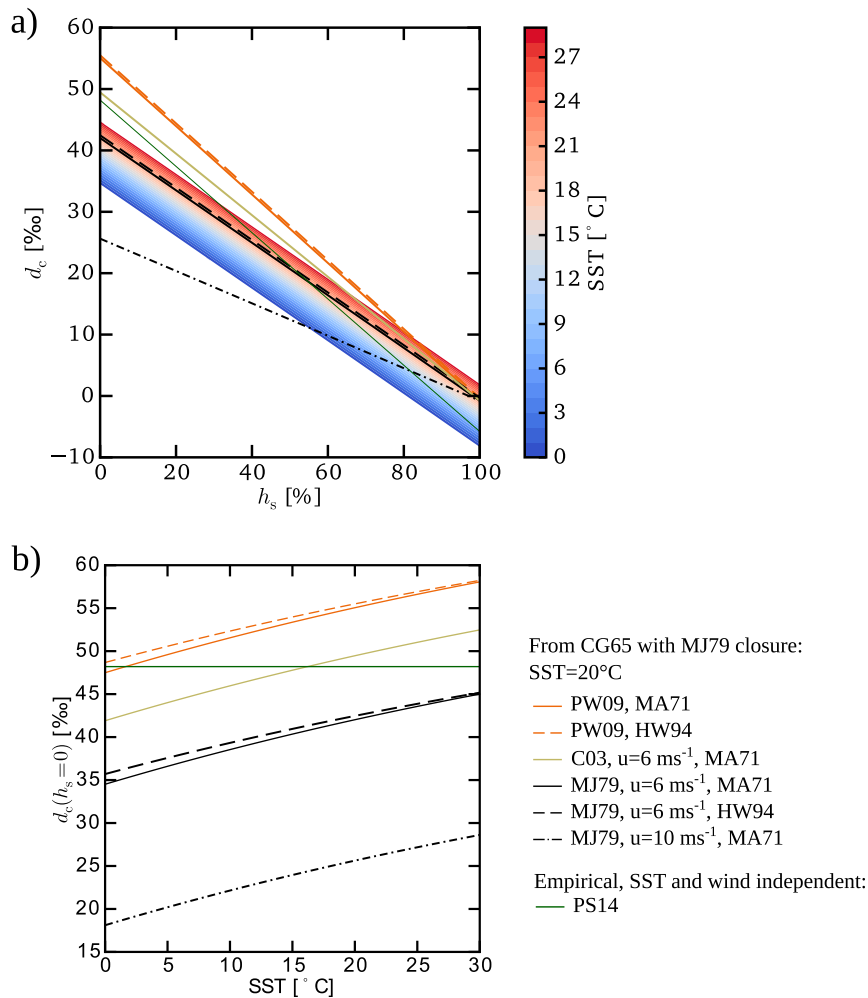 a)
60
50
40
30
20
10
0
−10
d_c [‰]
0 20 40 60 80 100
h_s [%]
27
24
21
18
15
12
9
6
3
0
SST [°C]
b)
60
55
50
45
40
35
30
25
20
15
d_c(h_s=0) [‰]
0 5 10 15 20 25 30
SST [°C]
From CG65 with MJ79 closure:
SST=20°C
PW09, MA71
PW09, HW94
C03, u=6 ms⁻¹, MA71
MJ79, u=6 ms⁻¹, MA71
MJ79, u=6 ms⁻¹, HW94
MJ79, u=10 ms⁻¹, MA71
Empirical, SST and wind independent:
PS14